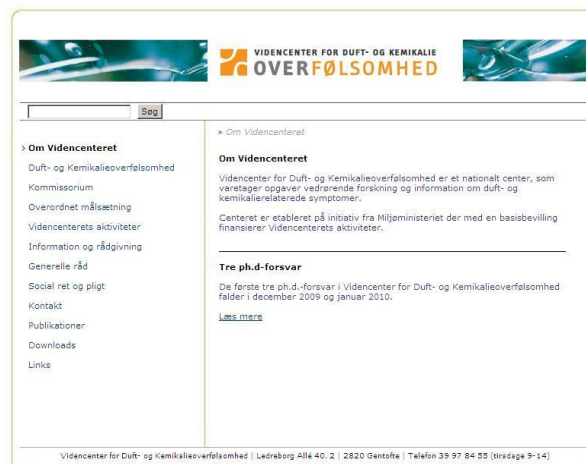 VIDENCENTER FOR DUFT- OG KEMIKALIE
OVERFØLSOMHED
Søg
» Om Videncenteret
› Om Videncenteret
Duft- og Kemikalieoverfølsomhed
Kommissorium
Overordnet målsætning
Videncenterets aktiviteter
Information og rådgivning
Generelle råd
Social ret og pligt
Kontakt
Publikationer
Downloads
Links
Om Videncenteret
Videncenter for Duft- og Kemikalieoverfølsomhed er et nationalt center, som
varetager opgaver vedrørende forskning og information om duft- og
kemikalierelaterede symptomer.
Centeret er etableret på initiativ fra Miljøministeriet der med en basisbevilling
finansierer Videncenterets aktiviteter.
Tre ph.d-forsvar
De første tre ph.d.-forsvar i Videncenter for Duft- og Kemikalieoverfølsomhed
falder i december 2009 og januar 2010.
Læs mere
Videncenter for Duft- og Kemikalieoverfølsomhed | Ledreborg Allé 40. 2 | 2820 Gentofte | Telefon 39 97 84 55 (tirsdage 9-14)